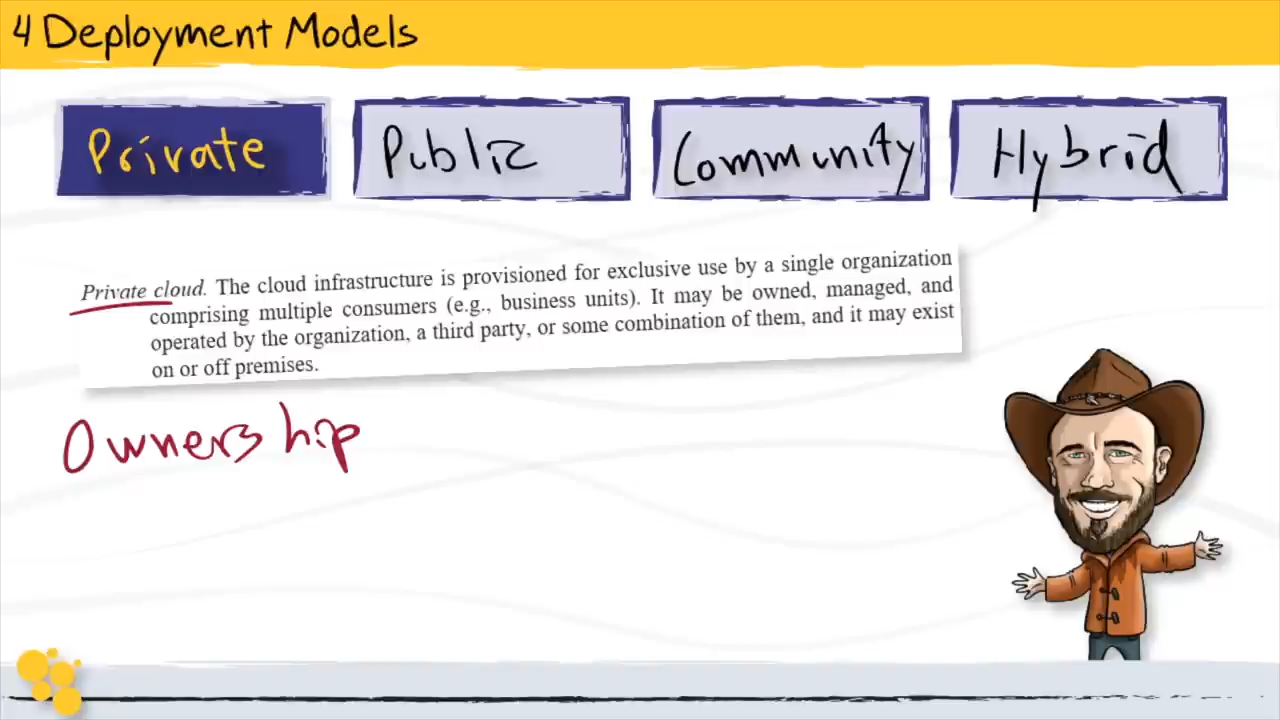 4 Deployment Models
Private
Public
Community
Hybrid
Private cloud. The cloud infrastructure is provisioned for exclusive use by a single organization
comprising multiple consumers (e.g., business units). It may be owned, managed, and
operated by the organization, a third party, or some combination of them, and it may exist
on or off premises.
Ownership